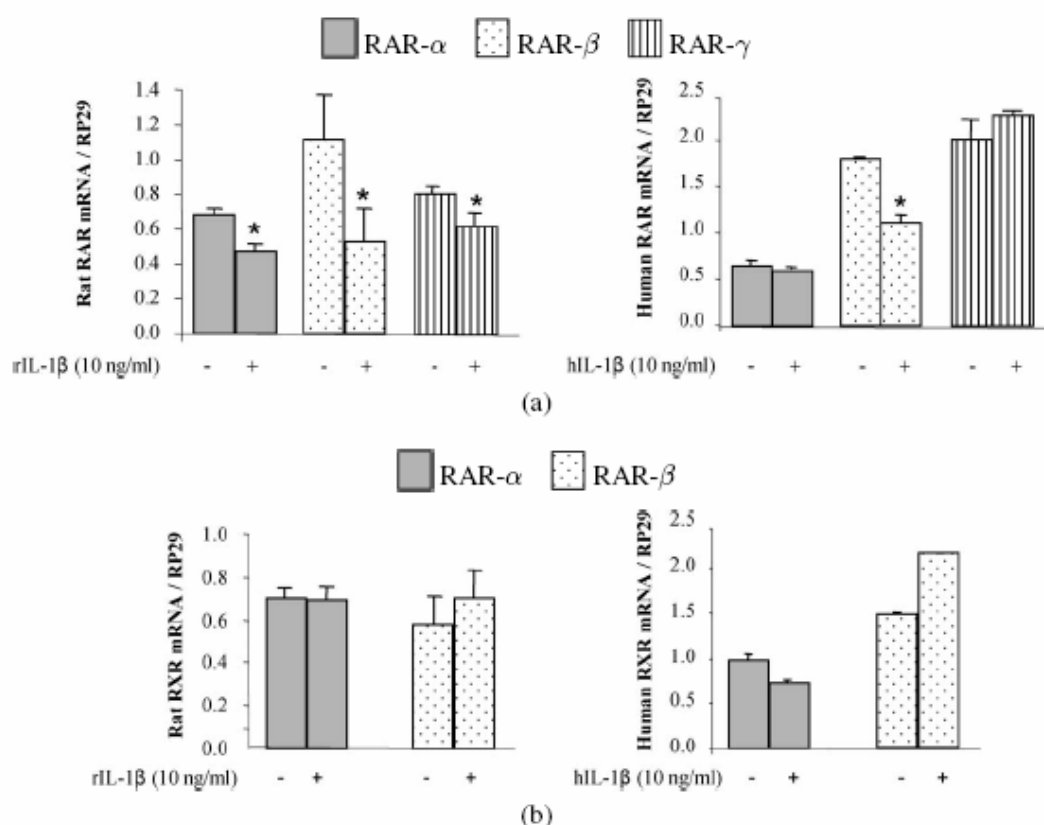 (a)
RAR-α RAR-β RAR-γ
Rat RAR mRNA / RP29
1.4
1.2
1.0
0.8
0.6
0.4
0.2
0.0
*
*
*
rIL-1β (10 ng/ml) - + - + - +
Human RAR mRNA / RP29
2.5
2.0
1.5
1.0
0.5
0.0
*
hIL-1β (10 ng/ml) - + - + - +
(a)
(b)
RAR-α RAR-β
Rat RXR mRNA / RP29
1.0
0.8
0.6
0.4
0.2
0.0
rIL-1β (10 ng/ml) - + - +
Human RXR mRNA / RP29
2.5
2.0
1.5
1.0
0.5
0.0
hIL-1β (10 ng/ml) - + - +
(b)